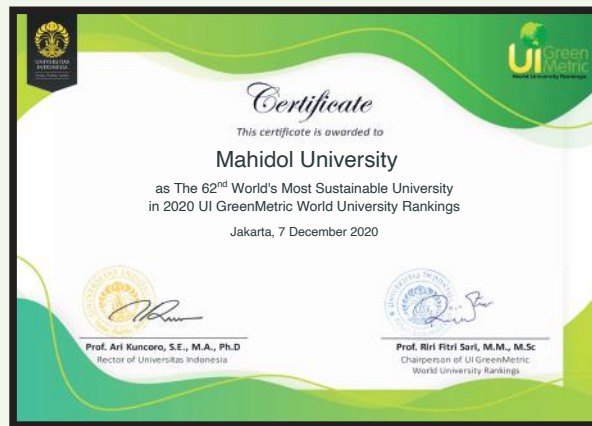 UNIVERSITAS
INDONESIA
UI Green
Metric
World University Rankings
Certificate
This certificate is awarded to
Mahidol University
as The 62nd World's Most Sustainable University
in 2020 UI GreenMetric World University Rankings
Jakarta, 7 December 2020
Prof. Ari Kuncoro, S.E., M.A., Ph.D
Rector of Universitas Indonesia
Prof. Riri Fitri Sari, M.M., M.Sc
Chairperson of UI GreenMetric
World University Rankings